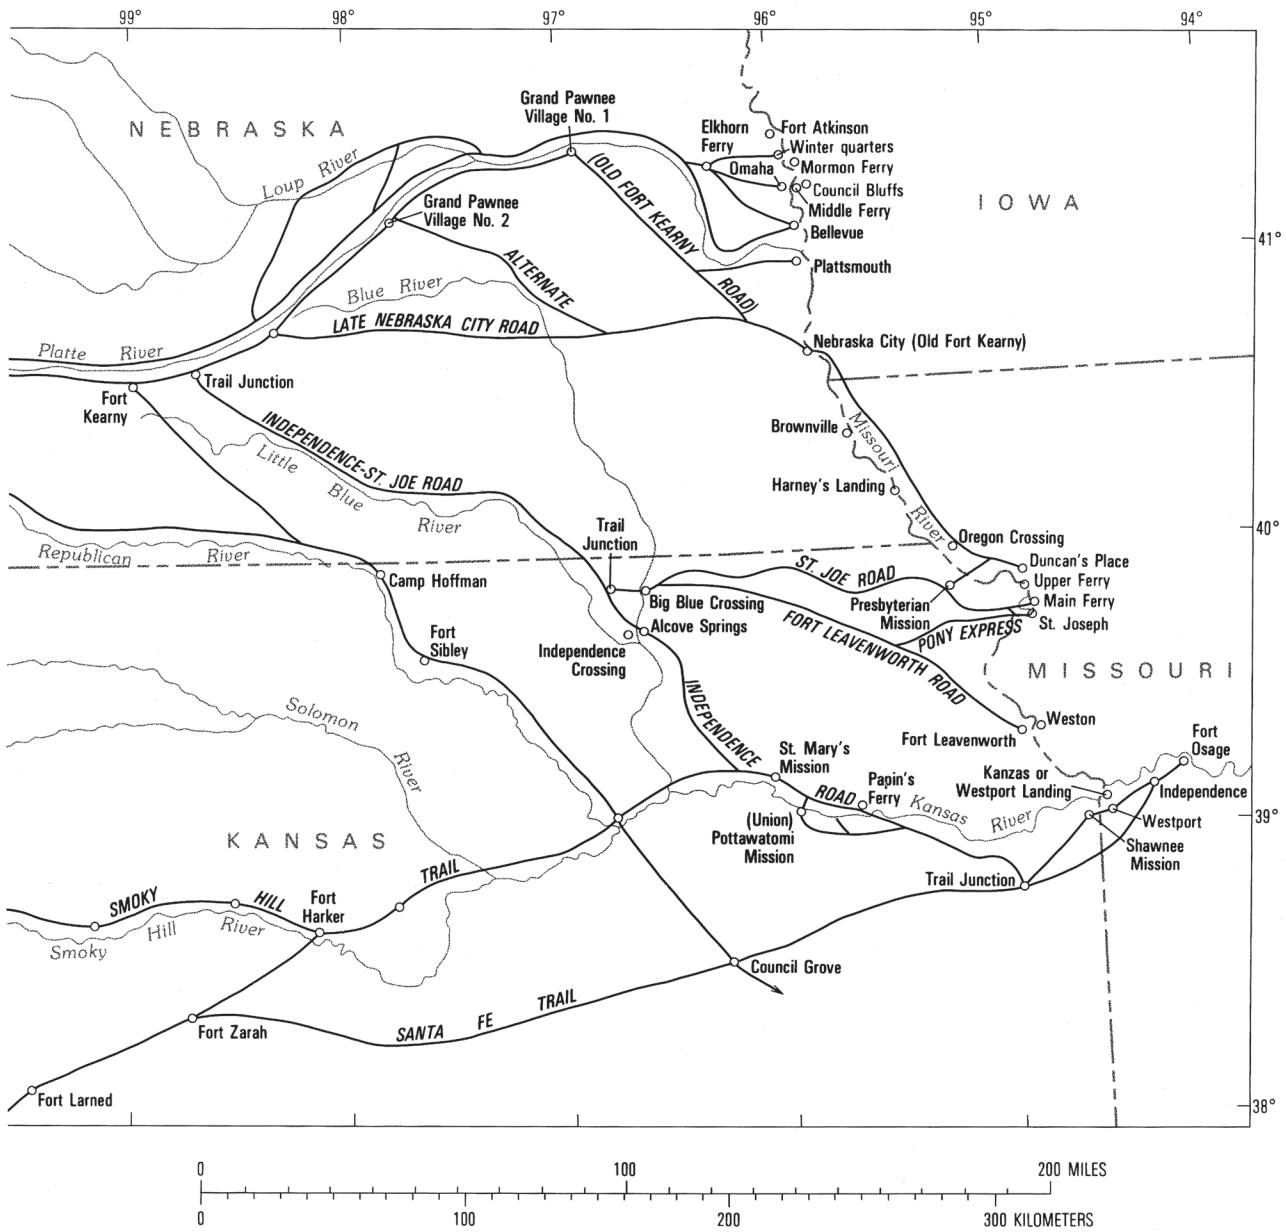 99°
98°
97°
96°
95°
94°
NEBRASKA
Grand Pawnee
Village No. 1
Elkhorn
Ferry
Fort Atkinson
Winter quarters
Mormon Ferry
Omaha
Council Bluffs
Middle Ferry
Bellevue
Plattsmouth
IOWA
Loup River
(OLD FORT KEARNY
ROAD)
Grand Pawnee
Village No. 2
41°
ALTERNATE
Blue River
LATE NEBRASKA CITY ROAD
Nebraska City (Old Fort Kearny)
Platte River
Trail Junction
Fort
Kearny
INDEPENDENCE-ST. JOE ROAD
Little
Blue
River
Brownville
Missouri
River
Harney's Landing
40°
Trail
Junction
Oregon Crossing
Republican River
Duncan's Place
ST. JOE ROAD
Upper Ferry
Camp Hoffman
Big Blue Crossing
Presbyterian
Mission
Main Ferry
St. Joseph
PONY EXPRESS
FORT LEAVENWORTH ROAD
Alcove Springs
Fort
Sibley
Independence
Crossing
MISSOURI
INDEPENDENCE
ROAD
Solomon
River
Weston
Fort Leavenworth
Fort
Osage
St. Mary's
Mission
Papin's
Ferry
Kanzas or
Westport Landing
Independence
Kansas
River
39°
(Union)
Pottawatomi
Mission
Westport
Shawnee
Mission
KANSAS
Trail Junction
SMOKY HILL TRAIL
Fort
Harker
Smoky Hill River
Council Grove
SANTA FE TRAIL
Fort Zarah
Fort Larned
38°
0 100 200 MILES
0 100 200 300 KILOMETERS